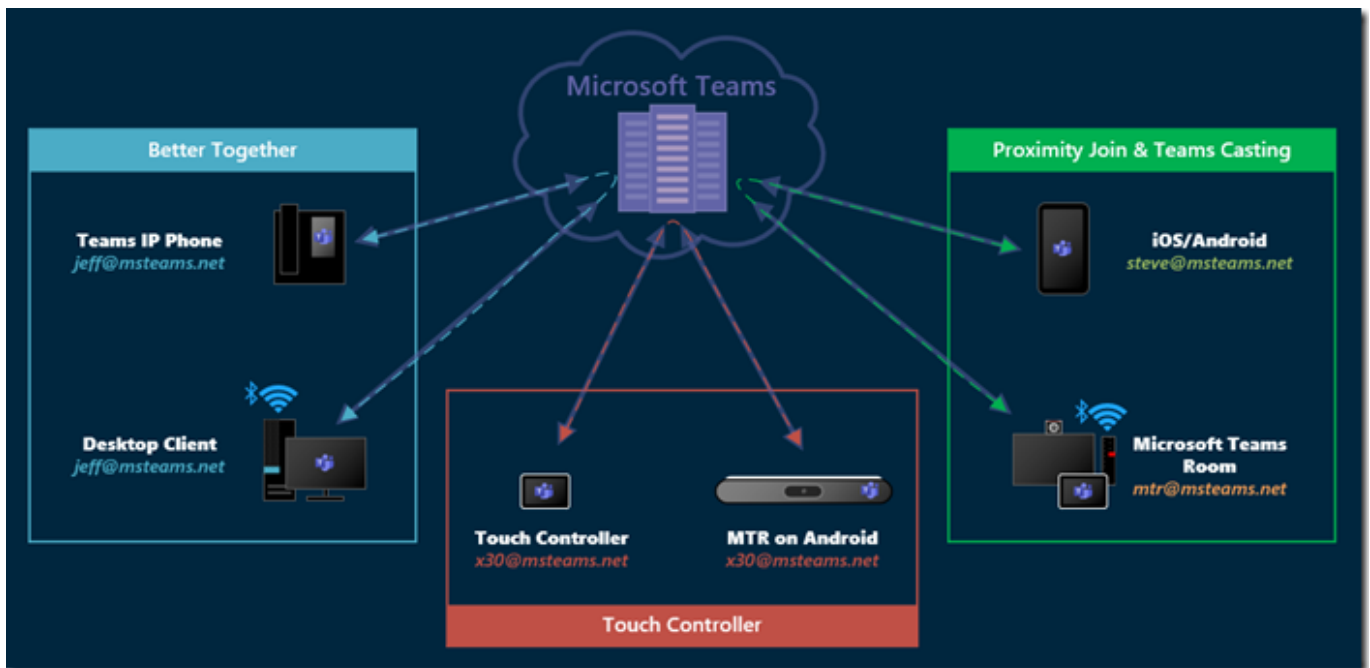 Microsoft Teams
Better Together
Teams IP Phone
jeff@msteams.net
Desktop Client
jeff@msteams.net
Touch Controller
x30@msteams.net
MTR on Android
x30@msteams.net
Touch Controller
Proximity Join & Teams Casting
iOS/Android
steve@msteams.net
Microsoft Teams
Room
mtr@msteams.net